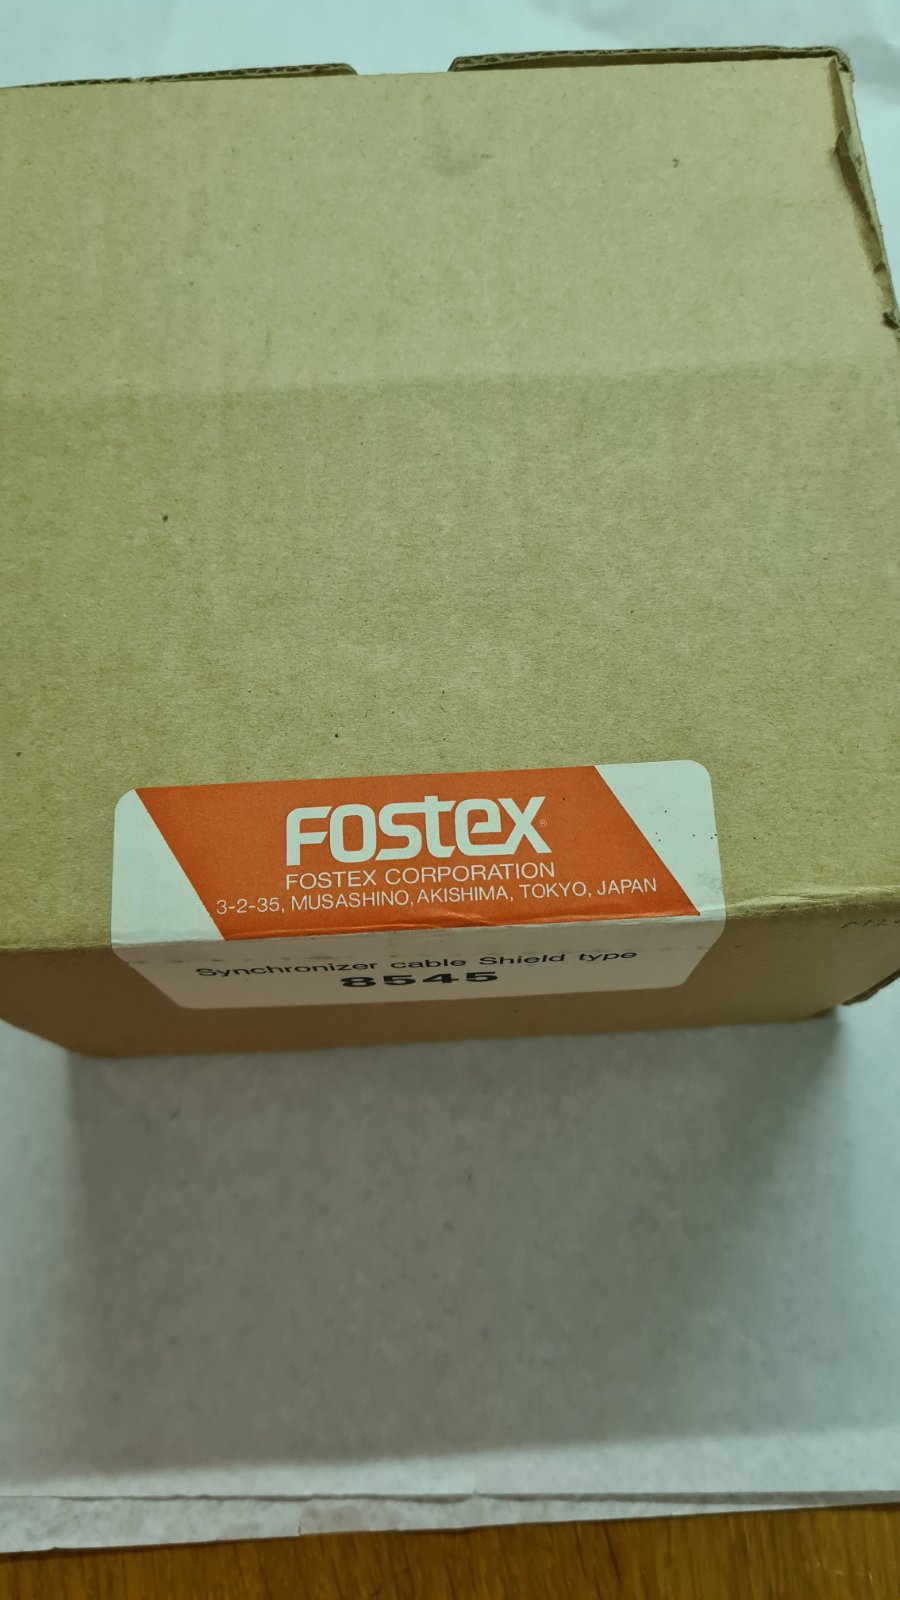 FOSTEX®
FOSTEX CORPORATION
3-2-35, MUSASHINO, AKISHIMA, TOKYO, JAPAN
Synchronizer cable Shield type
8545